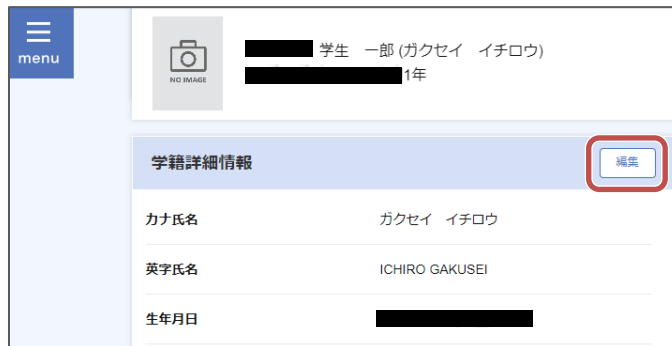 menu
NO IMAGE
学生　一郎 (ガクセイ　イチロウ)
1年
学籍詳細情報
編集
カナ氏名 ガクセイ　イチロウ
英字氏名 ICHIRO GAKUSEI
生年月日